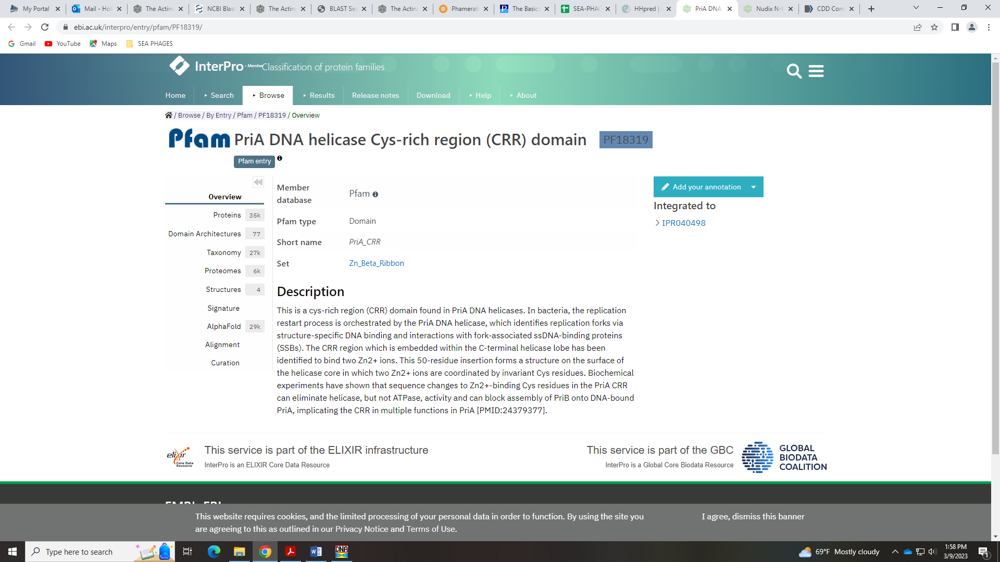 My Portal
Mail - Hol
The Actino
NCBI Blast
The Actino
BLAST Sea
The Actino
Phamerat
The Basics
SEA-PHAG
HHpred |
PriA DNA
Nudix N-t
CDD Cons
ebi.ac.uk/interpro/entry/pfam/PF18319/
Gmail YouTube Maps SEA PHAGES
InterPro - Member Classification of protein families
Home Search Browse Results Release notes Download Help About
/ Browse / By Entry / Pfam / PF18319 / Overview
Pfam PriA DNA helicase Cys-rich region (CRR) domain PF18319
Pfam entry
Overview
Proteins 35k
Domain Architectures 77
Taxonomy 27k
Proteomes 6k
Structures 4
Signature
AlphaFold 29k
Alignment
Curation
Member database Pfam
Pfam type Domain
Short name PriA_CRR
Set Zn_Beta_Ribbon
Add your annotation
Integrated to
IPR040498
Description
This is a cys-rich region (CRR) domain found in PriA DNA helicases. In bacteria, the replication
restart process is orchestrated by the PriA DNA helicase, which identifies replication forks via
structure-specific DNA binding and interactions with fork-associated ssDNA-binding proteins
(SSBs). The CRR region which is embedded within the C-terminal helicase lobe has been
identified to bind two Zn2+ ions. This 50-residue insertion forms a structure on the surface of
the helicase core in which two Zn2+ ions are coordinated by invariant Cys residues. Biochemical
experiments have shown that sequence changes to Zn2+-binding Cys residues in the PriA CRR
can eliminate helicase, but not ATPase, activity and can block assembly of PriB onto DNA-bound
PriA, implicating the CRR in multiple functions in PriA [PMID:24379377].
elixir
Core Data
Resource
This service is part of the ELIXIR infrastructure
InterPro is an ELIXIR Core Data Resource
This service is part of the GBC
InterPro is a Global Core Biodata Resource
GLOBAL
BIODATA
COALITION
EMBL-EBI
This website requires cookies, and the limited processing of your personal data in order to function. By using the site you
are agreeing to this as outlined in our Privacy Notice and Terms of Use.
I agree, dismiss this banner
Type here to search
DNA
69°F Mostly cloudy
1:58 PM
3/9/2023
1